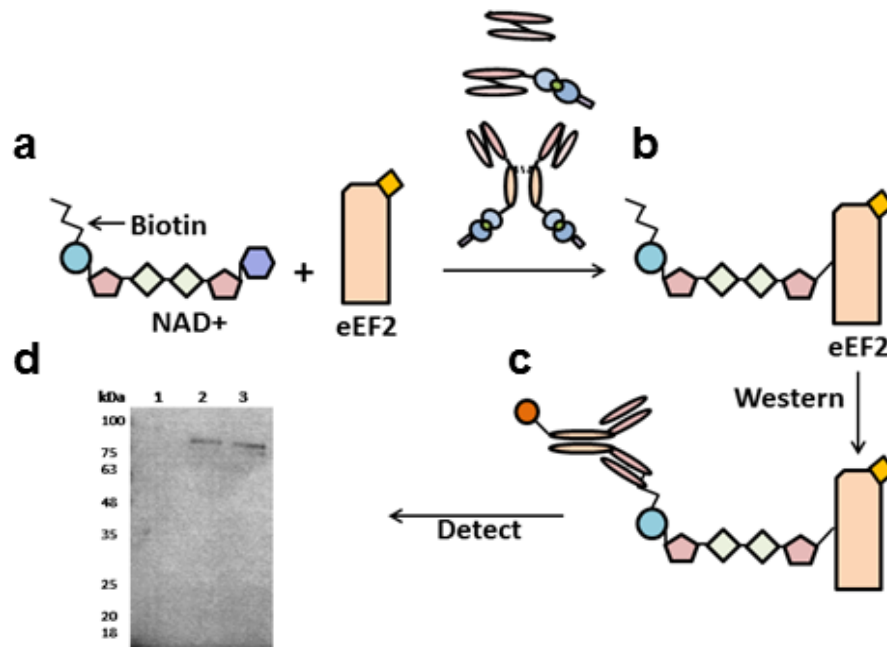 a
b
Biotin
+
NAD+
eEF2
eEF2
d
c
Western
kDa 1 2 3
100
75
63
48
35
25
20
18
Detect